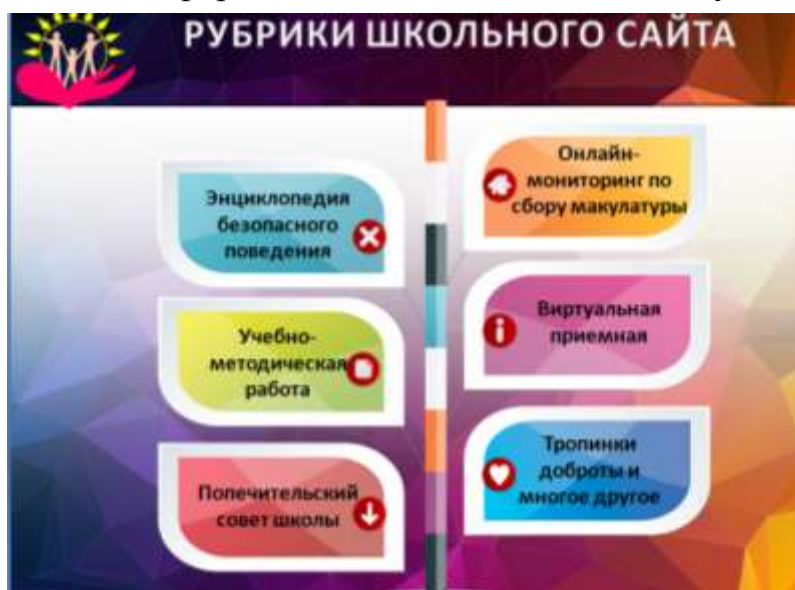 РУБРИКИ ШКОЛЬНОГО САЙТА
Энциклопедия
безопасного
поведения
Учебно-
методическая
работа
Попечительский
совет школы
Онлайн-
мониторинг по
сбору макулатуры
Виртуальная
приемная
Тропинки
доброты и
многое другое